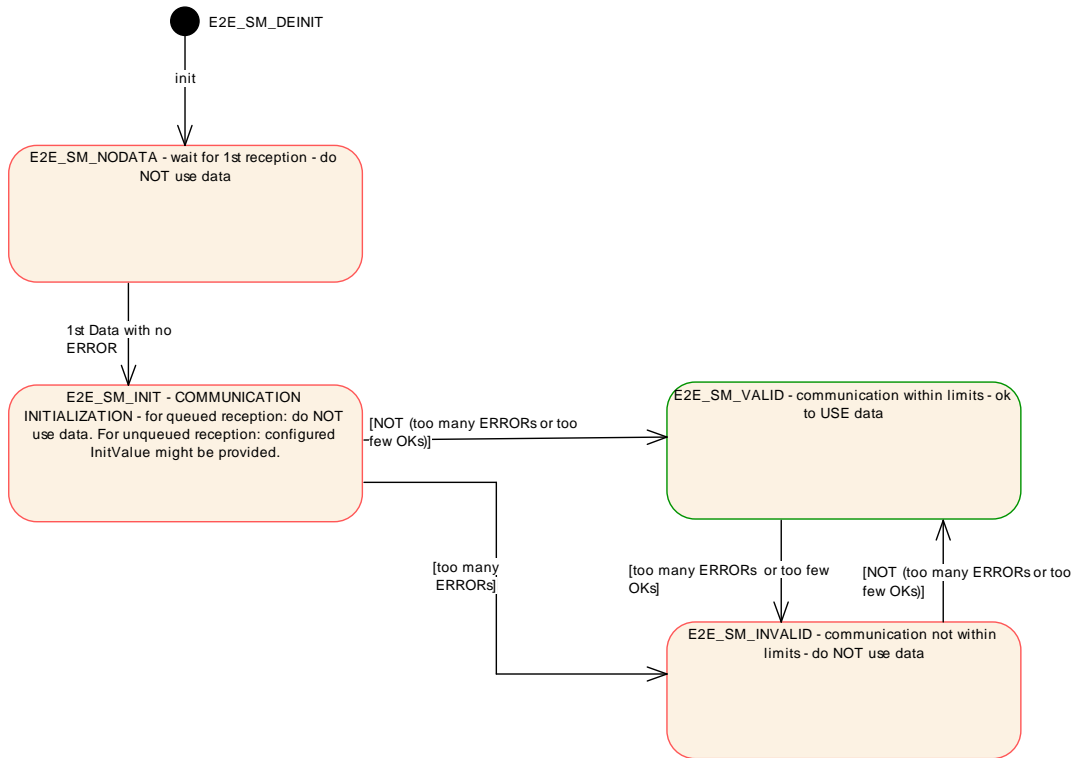 E2E_SM_DEINIT
init
E2E_SM_NODATA - wait for 1st reception - do
NOT use data
1st Data with no
ERROR
E2E_SM_INIT - COMMUNICATION
INITIALIZATION - for queued reception: do NOT
use data. For unqueued reception: configured
InitValue might be provided.
[NOT (too many ERRORs or too
few OKs)]
E2E_SM_VALID - communication within limits - ok
to USE data
[too many
ERRORs]
[too many ERRORs or too few
OKs]
[NOT (too many ERRORs or too
few OKs)]
E2E_SM_INVALID - communication not within
limits - do NOT use data